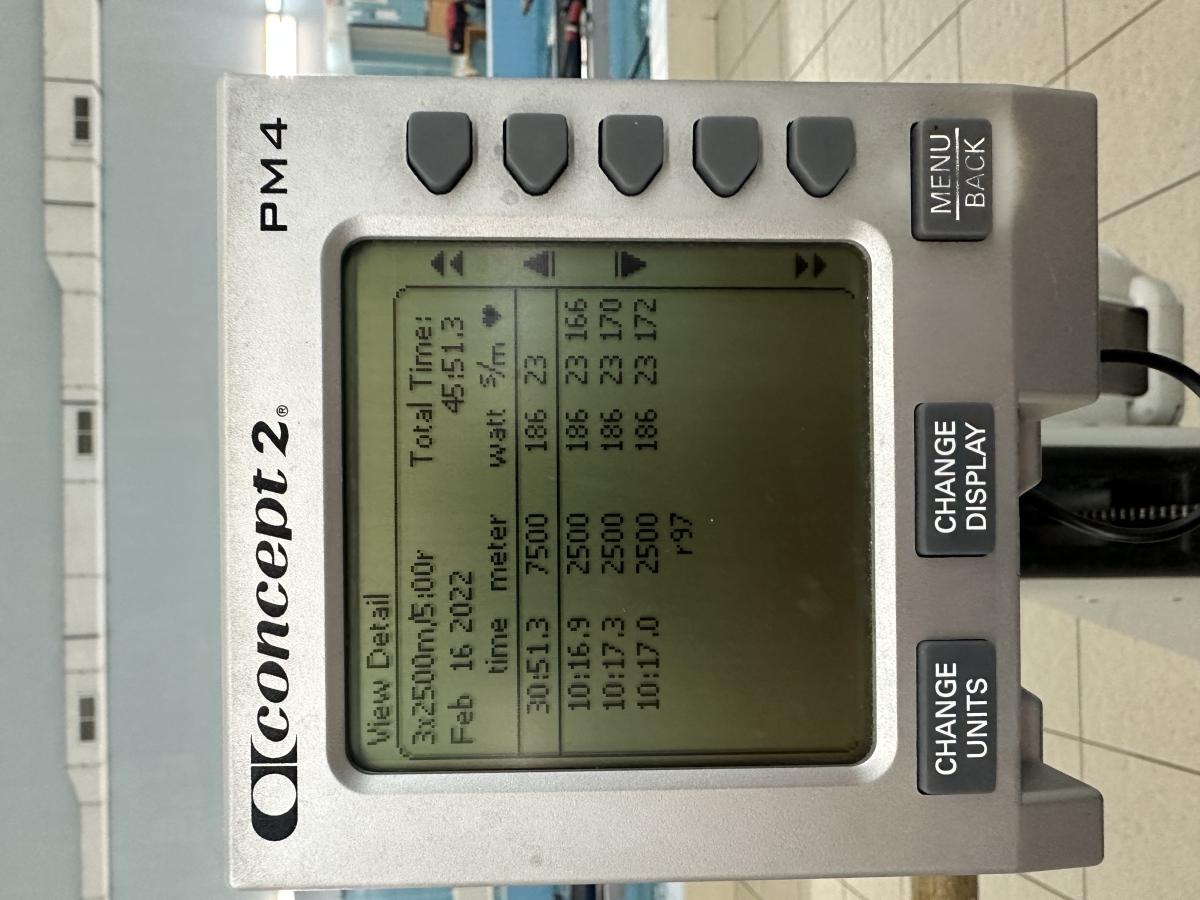 concept 2® PM4
View Detail
3x2500m/5:00r Total Time:
Feb 16 2022 45:51.3
time meter watt s/m ♥
30:51.3 7500 186 23
10:16.9 2500 186 23 166
10:17.3 2500 186 23 170
10:17.0 2500 186 23 172
r97
CHANGE UNITS
CHANGE DISPLAY
MENU BACK